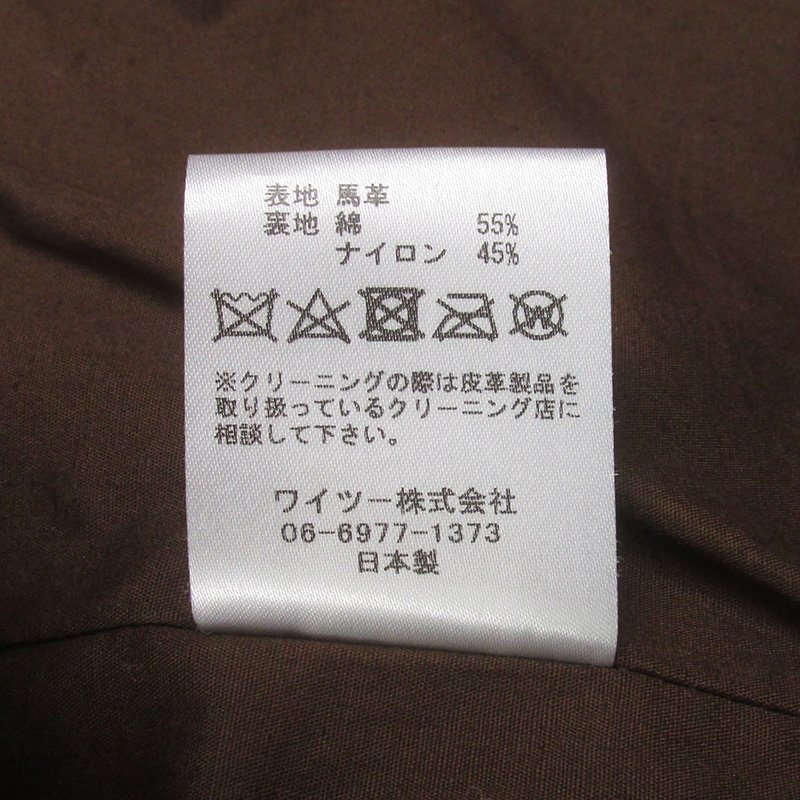 表地 馬革
裏地 綿 55%
ナイロン 45%
W
※クリーニングの際は皮革製品を
取り扱っているクリーニング店に
相談して下さい。
ワイツー株式会社
06-6977-1373
日本製